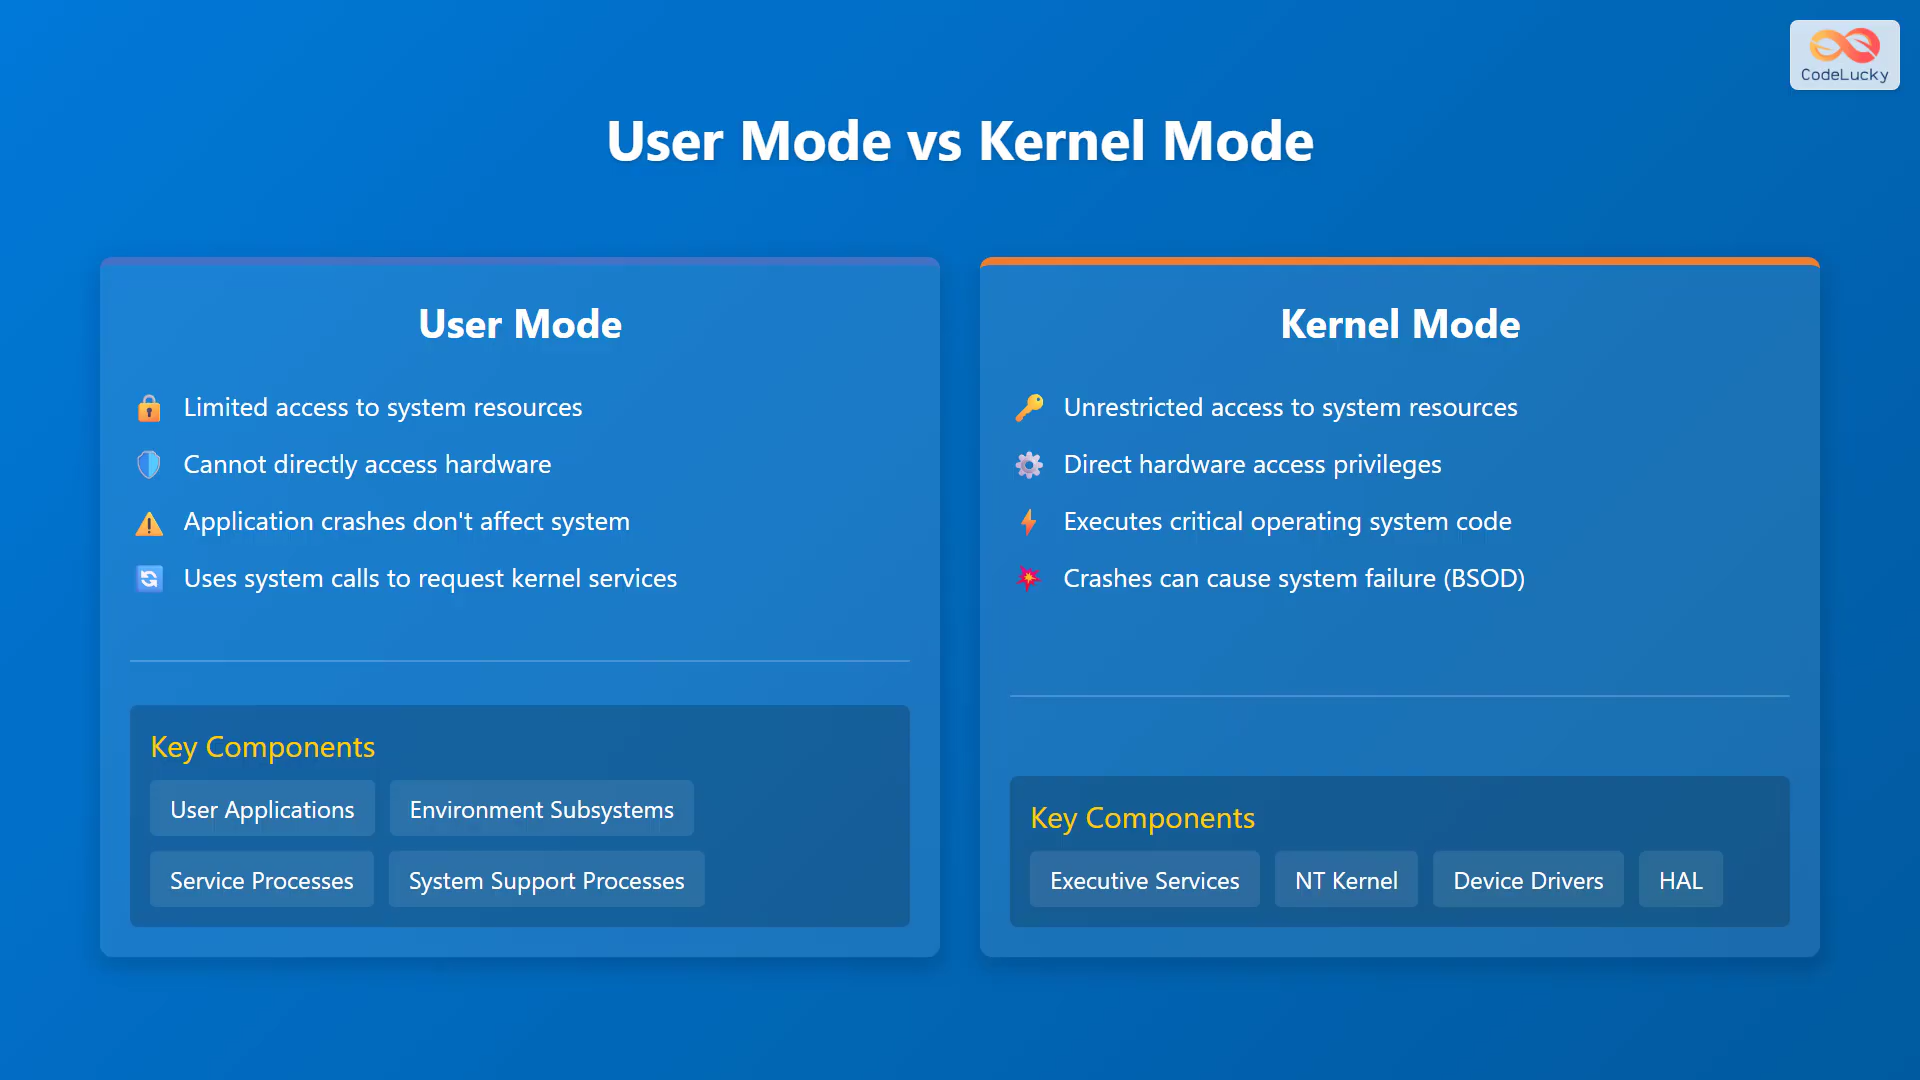 CodeLucky
User Mode vs Kernel Mode
User Mode
Limited access to system resources
Cannot directly access hardware
Application crashes don't affect system
Uses system calls to request kernel services
Key Components
User Applications
Environment Subsystems
Service Processes
System Support Processes
Kernel Mode
Unrestricted access to system resources
Direct hardware access privileges
Executes critical operating system code
Crashes can cause system failure (BSOD)
Key Components
Executive Services
NT Kernel
Device Drivers
HAL